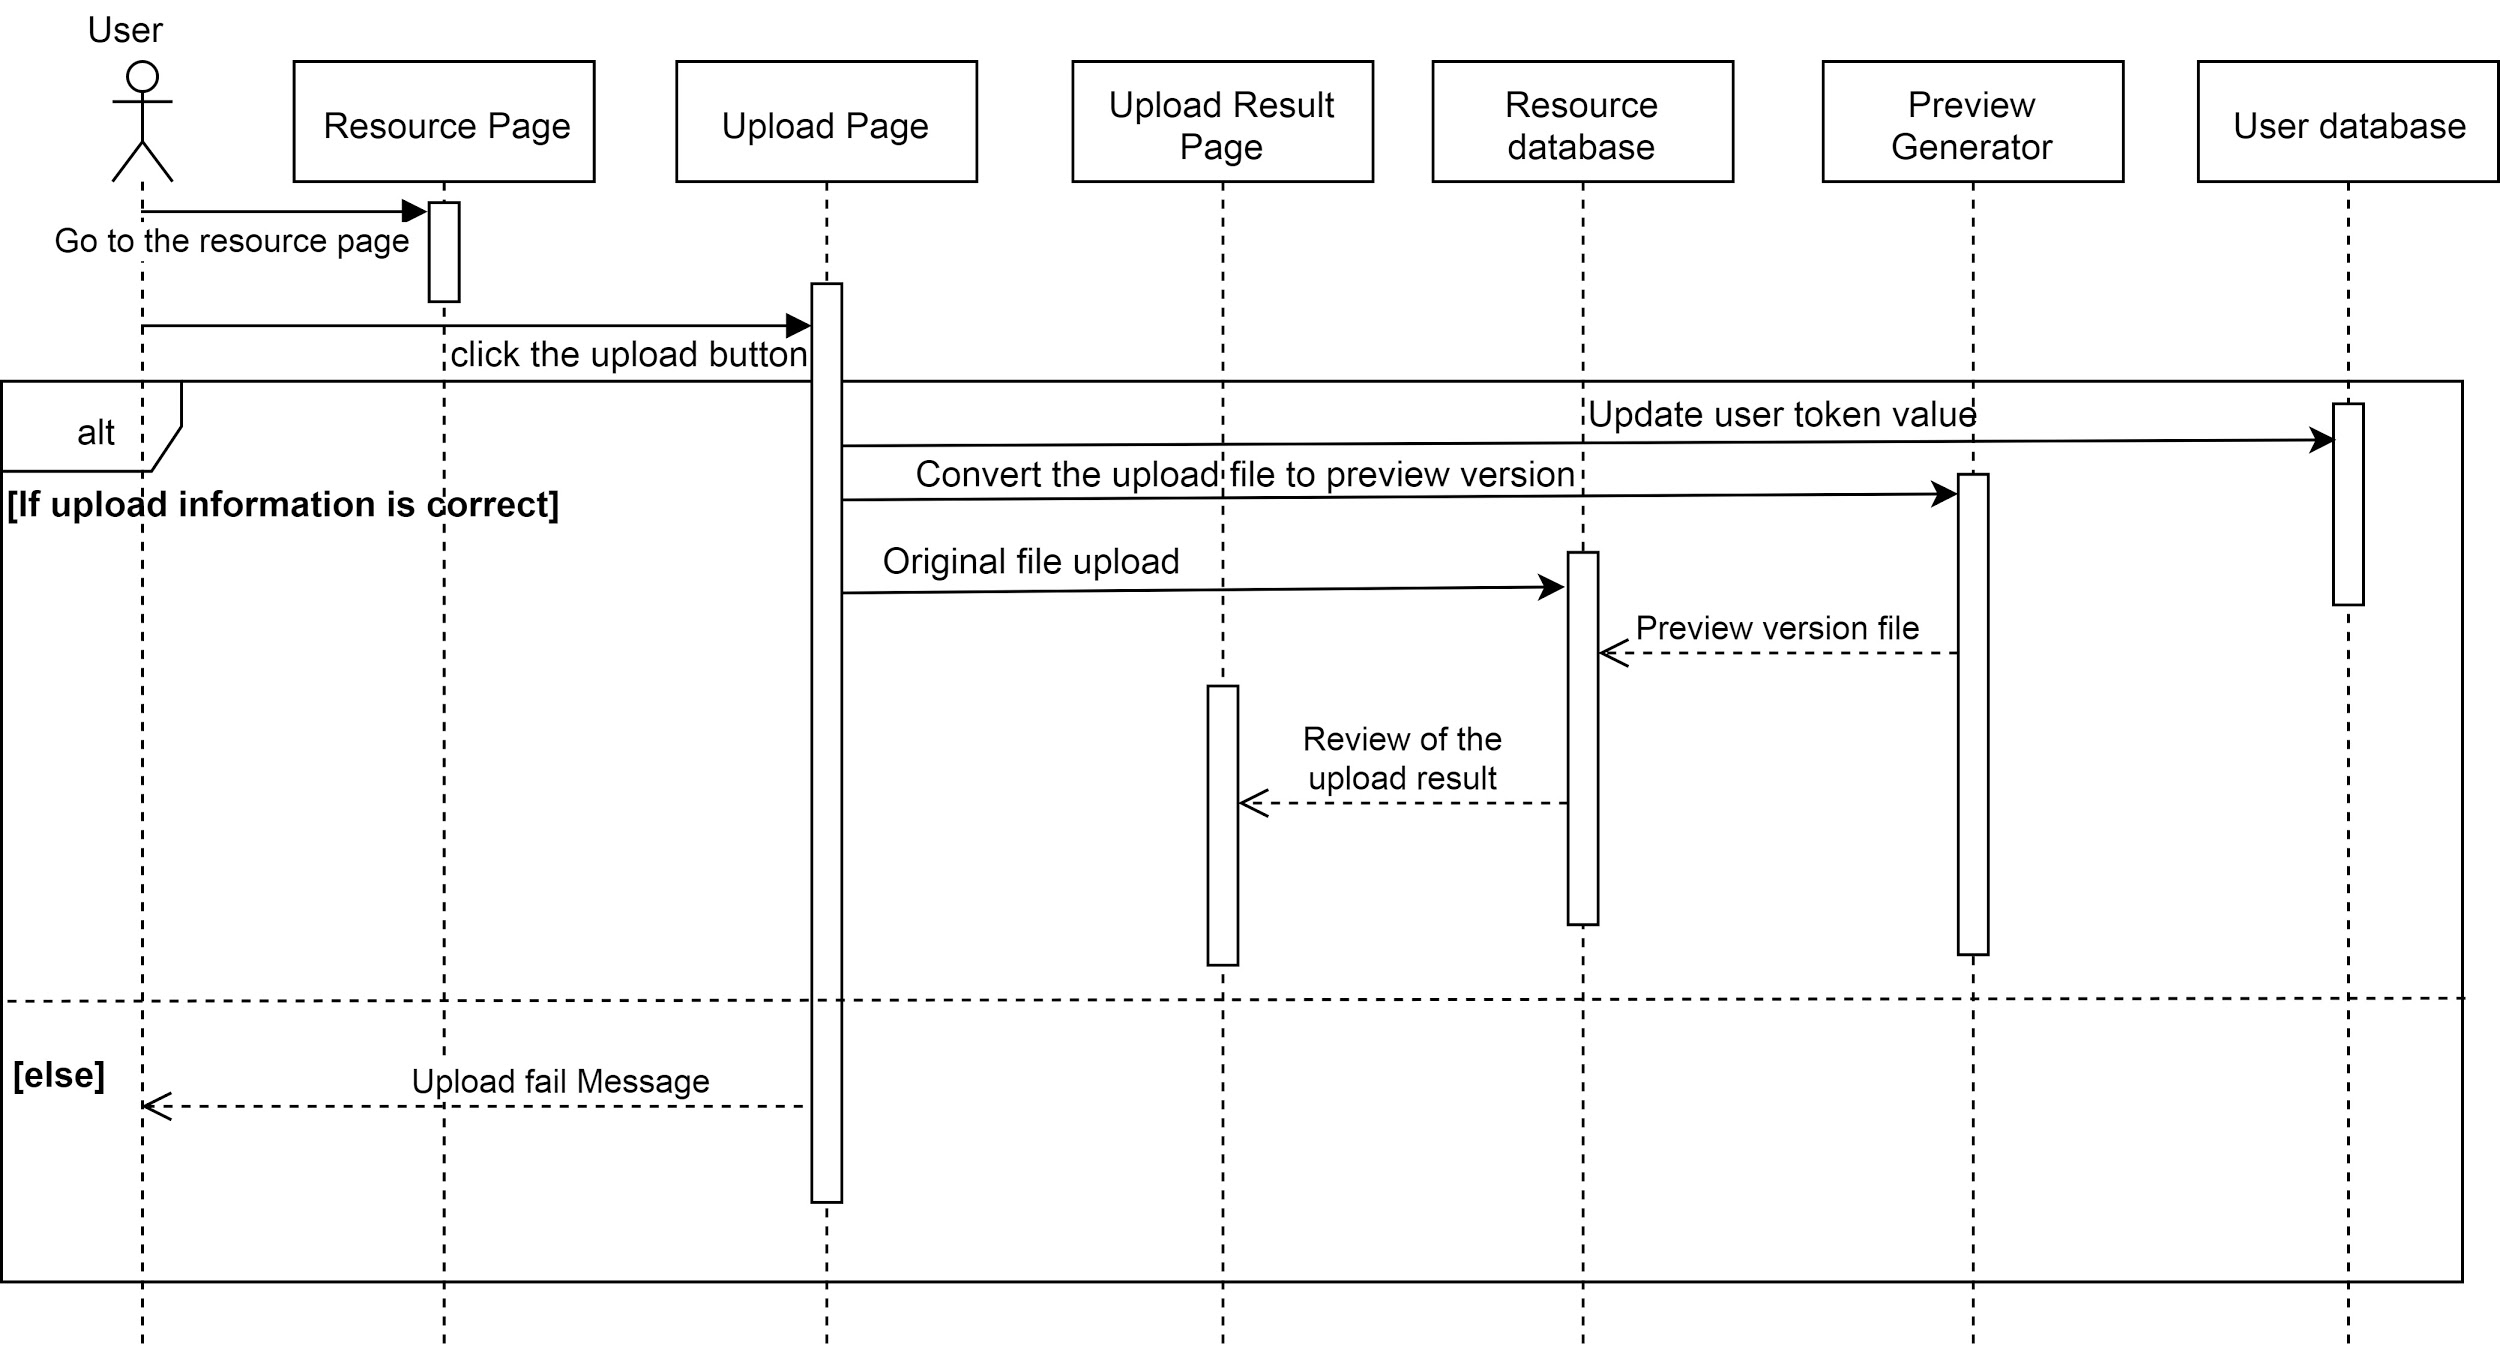 User
Resource Page
Upload Page
Upload Result
Page
Resource
database
Preview
Generator
User database
Go to the resource page
click the upload button
alt
Update user token value
Convert the upload file to preview version
[If upload information is correct]
Original file upload
Preview version file
Review of the
upload result
[else]
Upload fail Message